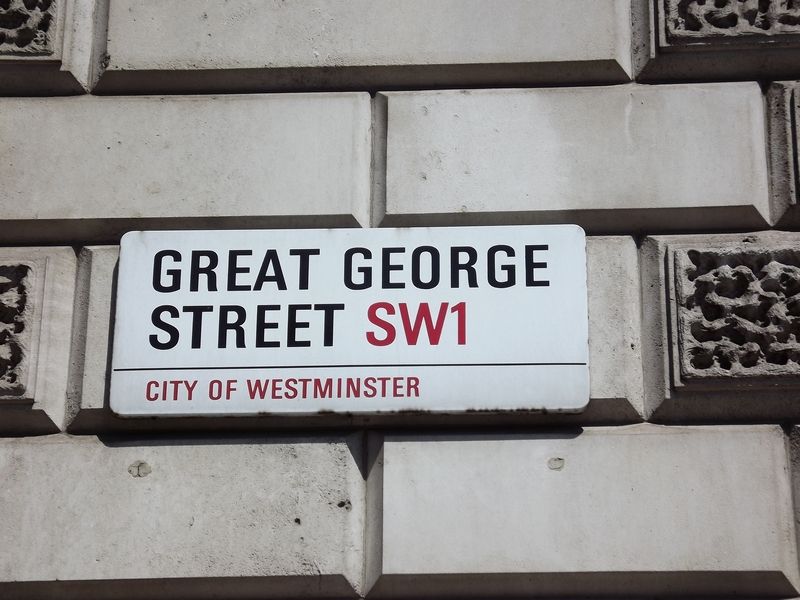 GREAT GEORGE
STREET SW1
CITY OF WESTMINSTER